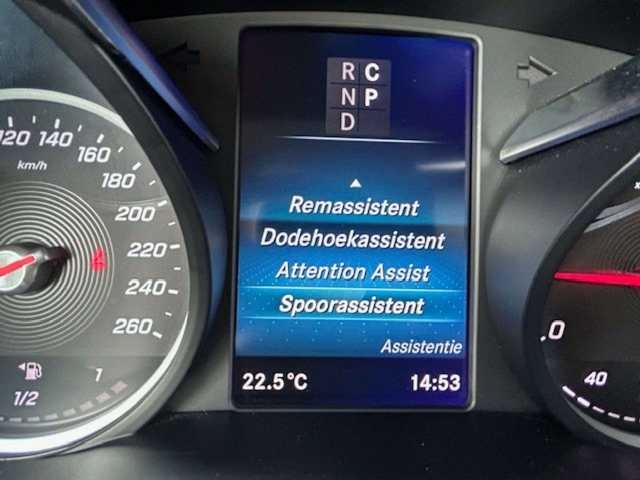 R C
N P
D
120 140
160
180
200
220
240
260
km/h
1/2 1
Remassistent
Dodehoekassistent
Attention Assist
Spoorassistent
Assistentie
22.5°C 14:53
x
0
40